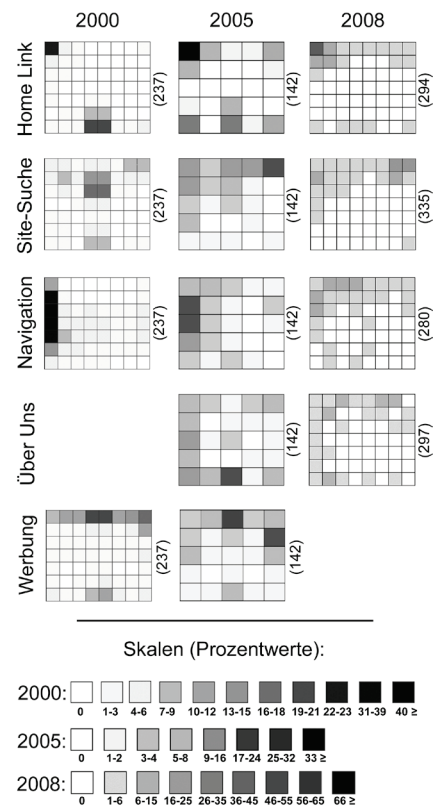 2000 2005 2008
Home Link (237) (142) (294)
Site-Suche (237) (142) (335)
Navigation (237) (142) (280)
Über Uns (142) (297)
Werbung (237) (142)
Skalen (Prozentwerte):
2000:
0 1-3 4-6 7-9 10-12 13-15 16-18 19-21 22-23 31-39 40 ≥
2005:
0 1-2 3-4 5-8 9-16 17-24 25-32 33 ≥
2008:
0 1-6 6-15 16-25 26-35 36-45 46-55 56-65 66 ≥